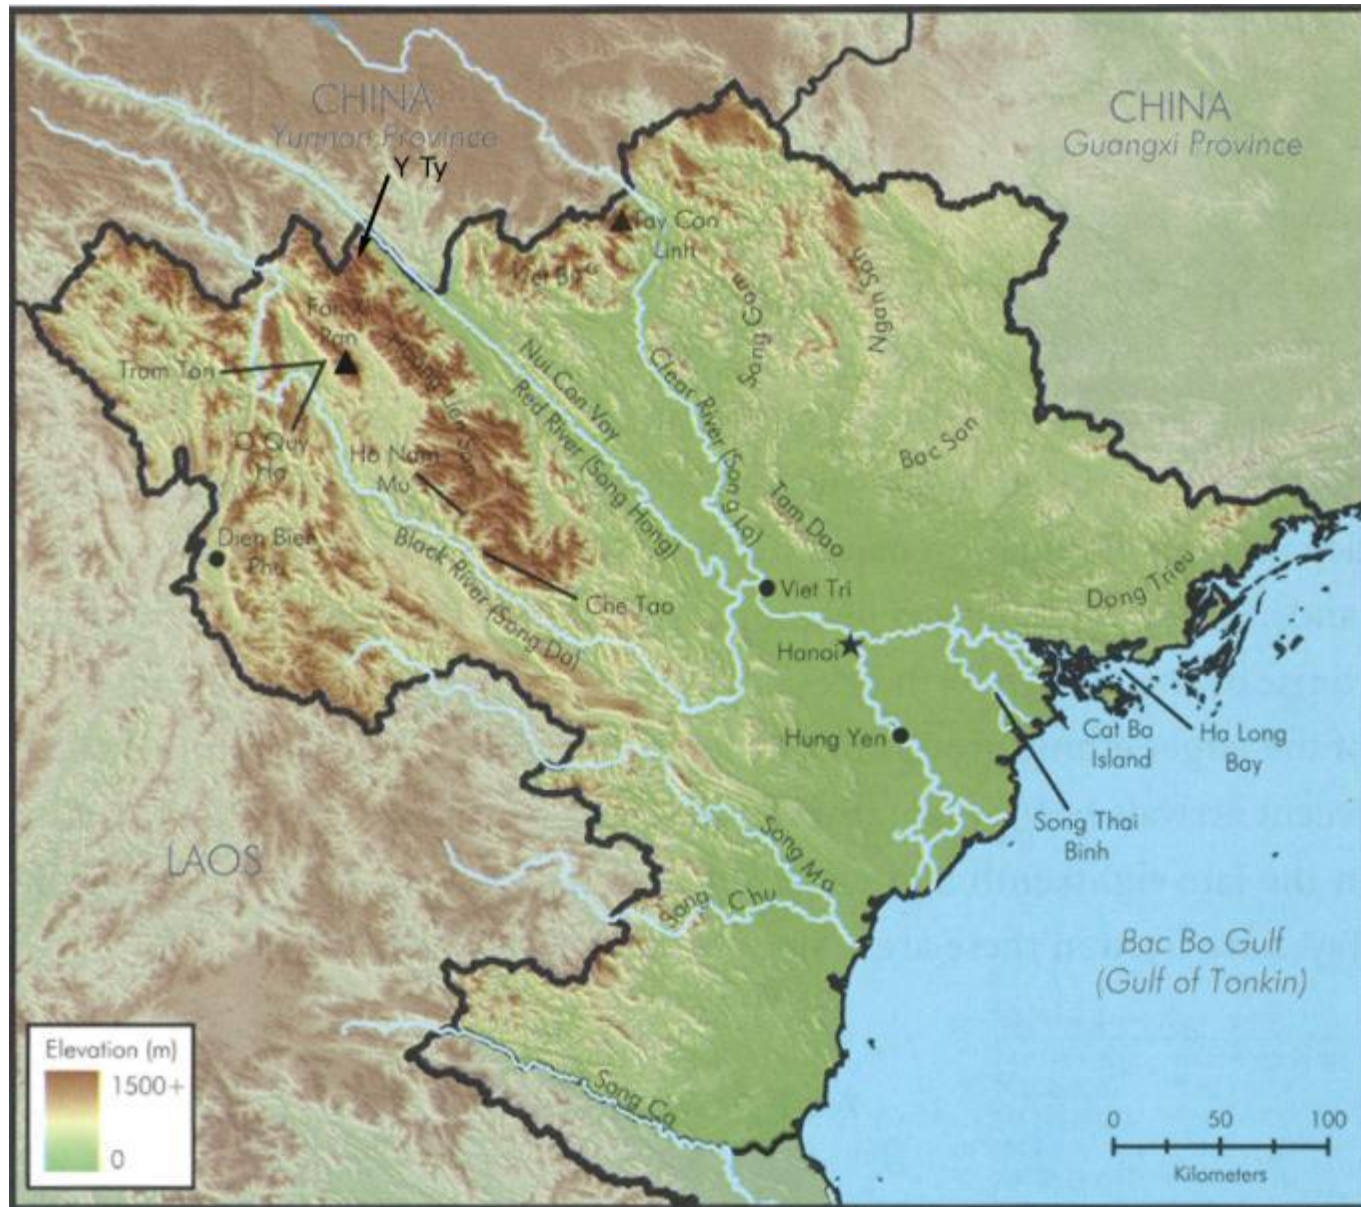 CHINA
Yunnan Province
CHINA
Guangxi Province
Y Ty
Tay Con
Linh
Viet Bac
Fan Si
Pan
Tram Ton
O Quy
Ho
Hoang Lien Son
Ho Nam
Mu
Nui Con Voy
Red River (Song Hong)
Clear River (Song Lo)
Song Gam
Ngan Son
Bac Son
Tam Dao
Dong Trieu
Dien Bien
Phu
Black River (Song Da)
Che Tao
Viet Tri
Hanoi
Hung Yen
Cat Ba
Island
Ha Long
Bay
Song Thai
Binh
LAOS
Song Ma
Song Chu
Song Ca
Bac Bo Gulf
(Gulf of Tonkin)
Elevation (m)
1500+
0
0 50 100
Kilometers